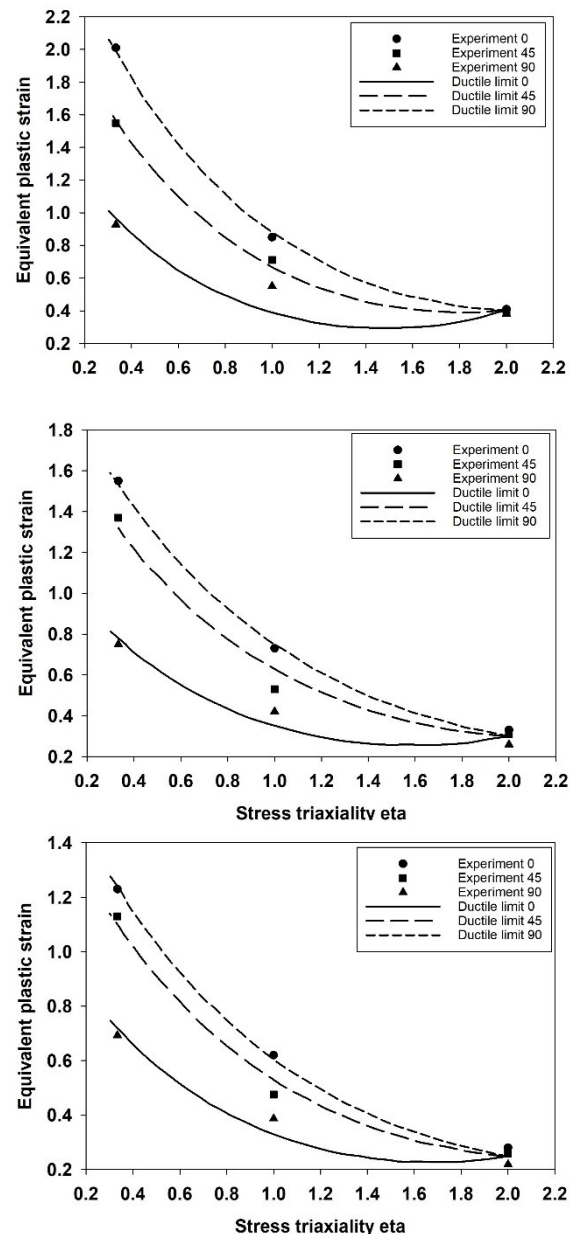 Equivalent plastic strain
2.2
2.0
1.8
1.6
1.4
1.2
1.0
0.8
0.6
0.4
0.2
0.2 0.4 0.6 0.8 1.0 1.2 1.4 1.6 1.8 2.0 2.2
Experiment 0
Experiment 45
Experiment 90
Ductile limit 0
Ductile limit 45
Ductile limit 90
Equivalent plastic strain
1.8
1.6
1.4
1.2
1.0
0.8
0.6
0.4
0.2
0.2 0.4 0.6 0.8 1.0 1.2 1.4 1.6 1.8 2.0 2.2
Stress triaxiality eta
Experiment 0
Experiment 45
Experiment 90
Ductile limit 0
Ductile limit 45
Ductile limit 90
Equivalent plastic strain
1.4
1.2
1.0
0.8
0.6
0.4
0.2
0.2 0.4 0.6 0.8 1.0 1.2 1.4 1.6 1.8 2.0 2.2
Stress triaxiality eta
Experiment 0
Experiment 45
Experiment 90
Ductile limit 0
Ductile limit 45
Ductile limit 90